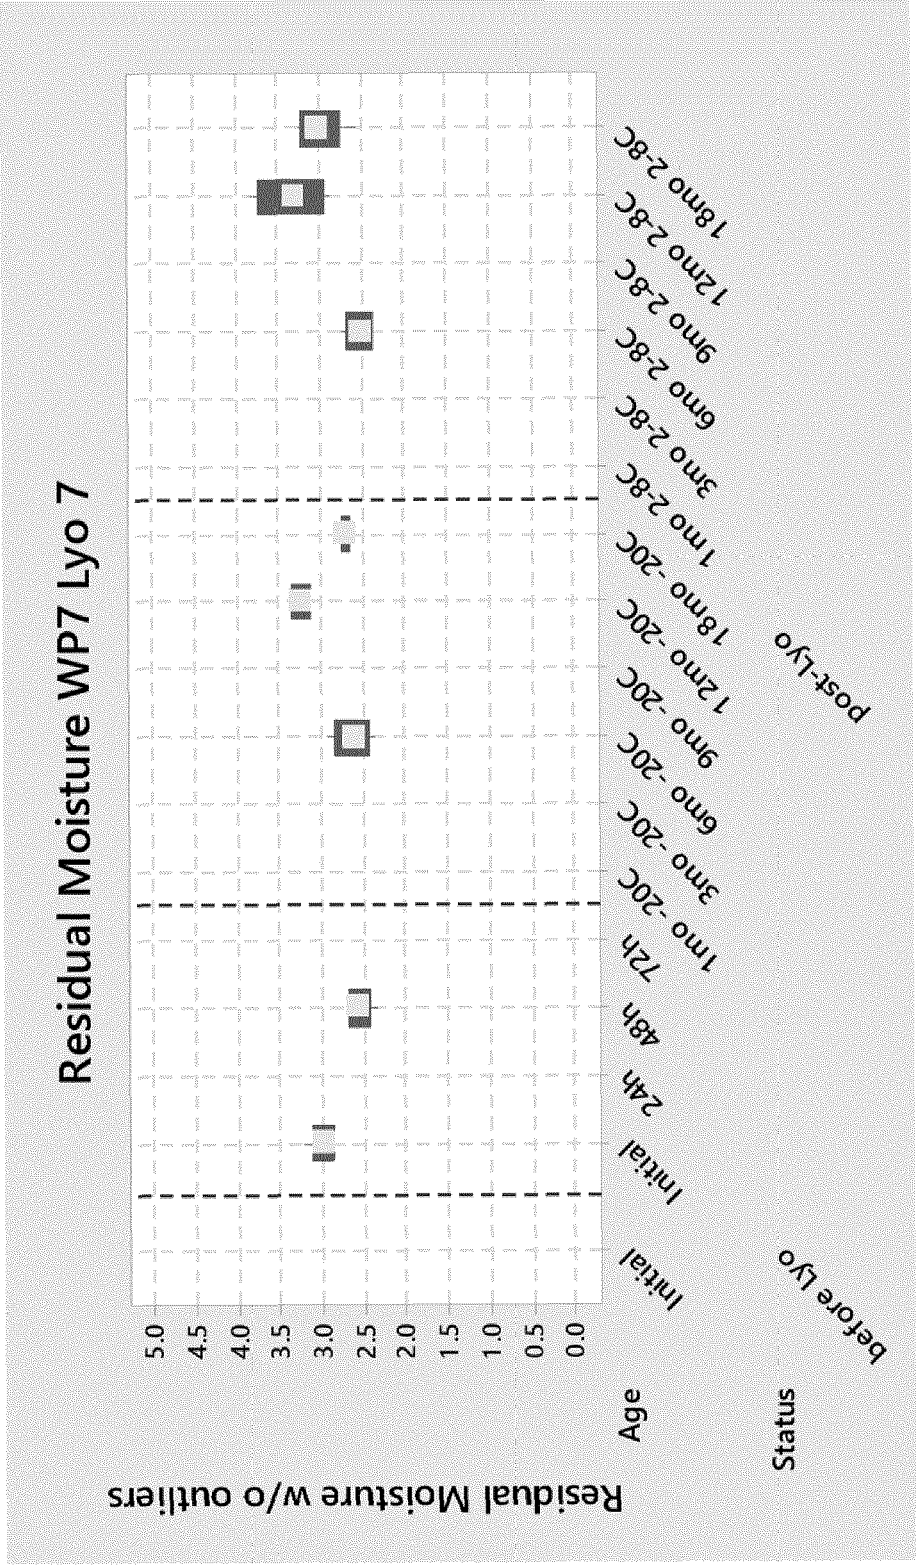 Residual Moisture WP7 Lyo 7
Residual Moisture w/o outliers
5.0
4.5
4.0
3.5
3.0
2.5
2.0
1.5
1.0
0.5
0.0
Age
Initial
Initial
24h
48h
72h
1mo -20C
3mo -20C
6mo -20C
9mo -20C
12mo -20C
18mo -20C
1 mo 2-8C
3mo 2-8C
6mo 2-8C
9mo 2-8C
12mo 2-8C
18mo 2-8C
Status
before Lyo
post-Lyo